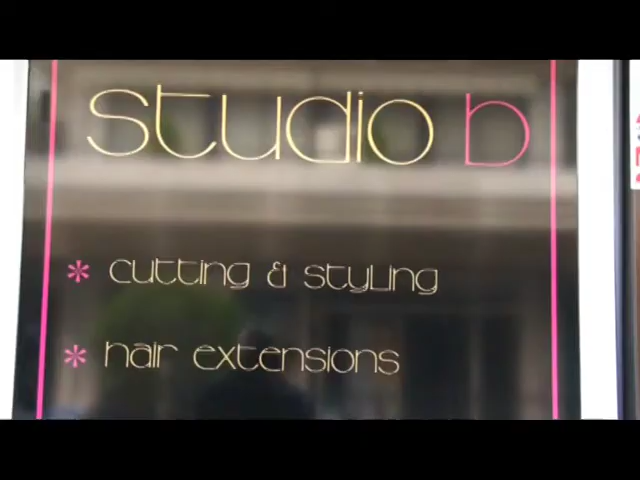 studio b
* cutting & styling
* hair extensions